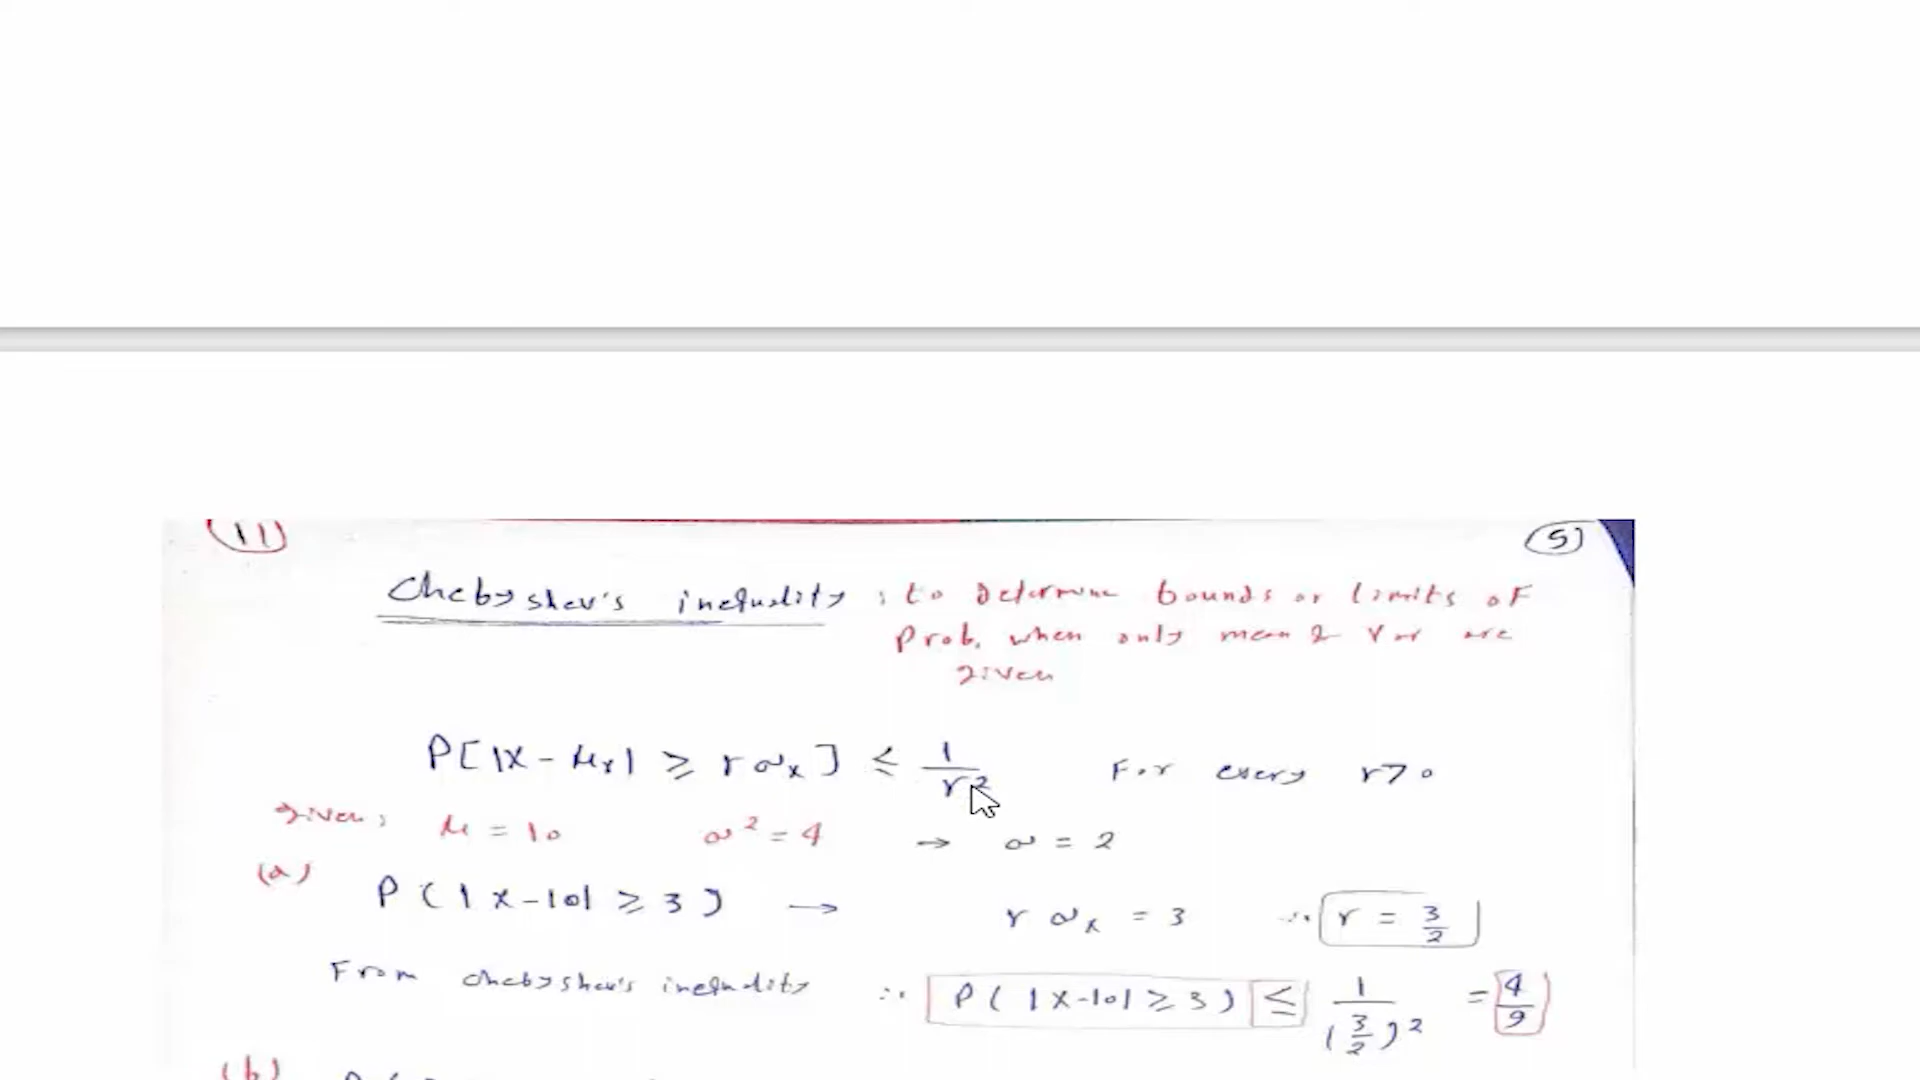 11
5
Chebyshev's inequality : to determine bounds or limits of
Prob. when only mean & Var are
given
P[|X - μx| ≥ r σx] ≤ 1/r² For every r > 0
given: μ = 10 σ² = 4 → σ = 2
(a) P(|x-10| ≥ 3) → r σx = 3 ∴ r = 3/2
From chebyshev's inequality ∴ P(|x-10| ≥ 3) ≤ 1/(3/2)² = 4/9
(b)